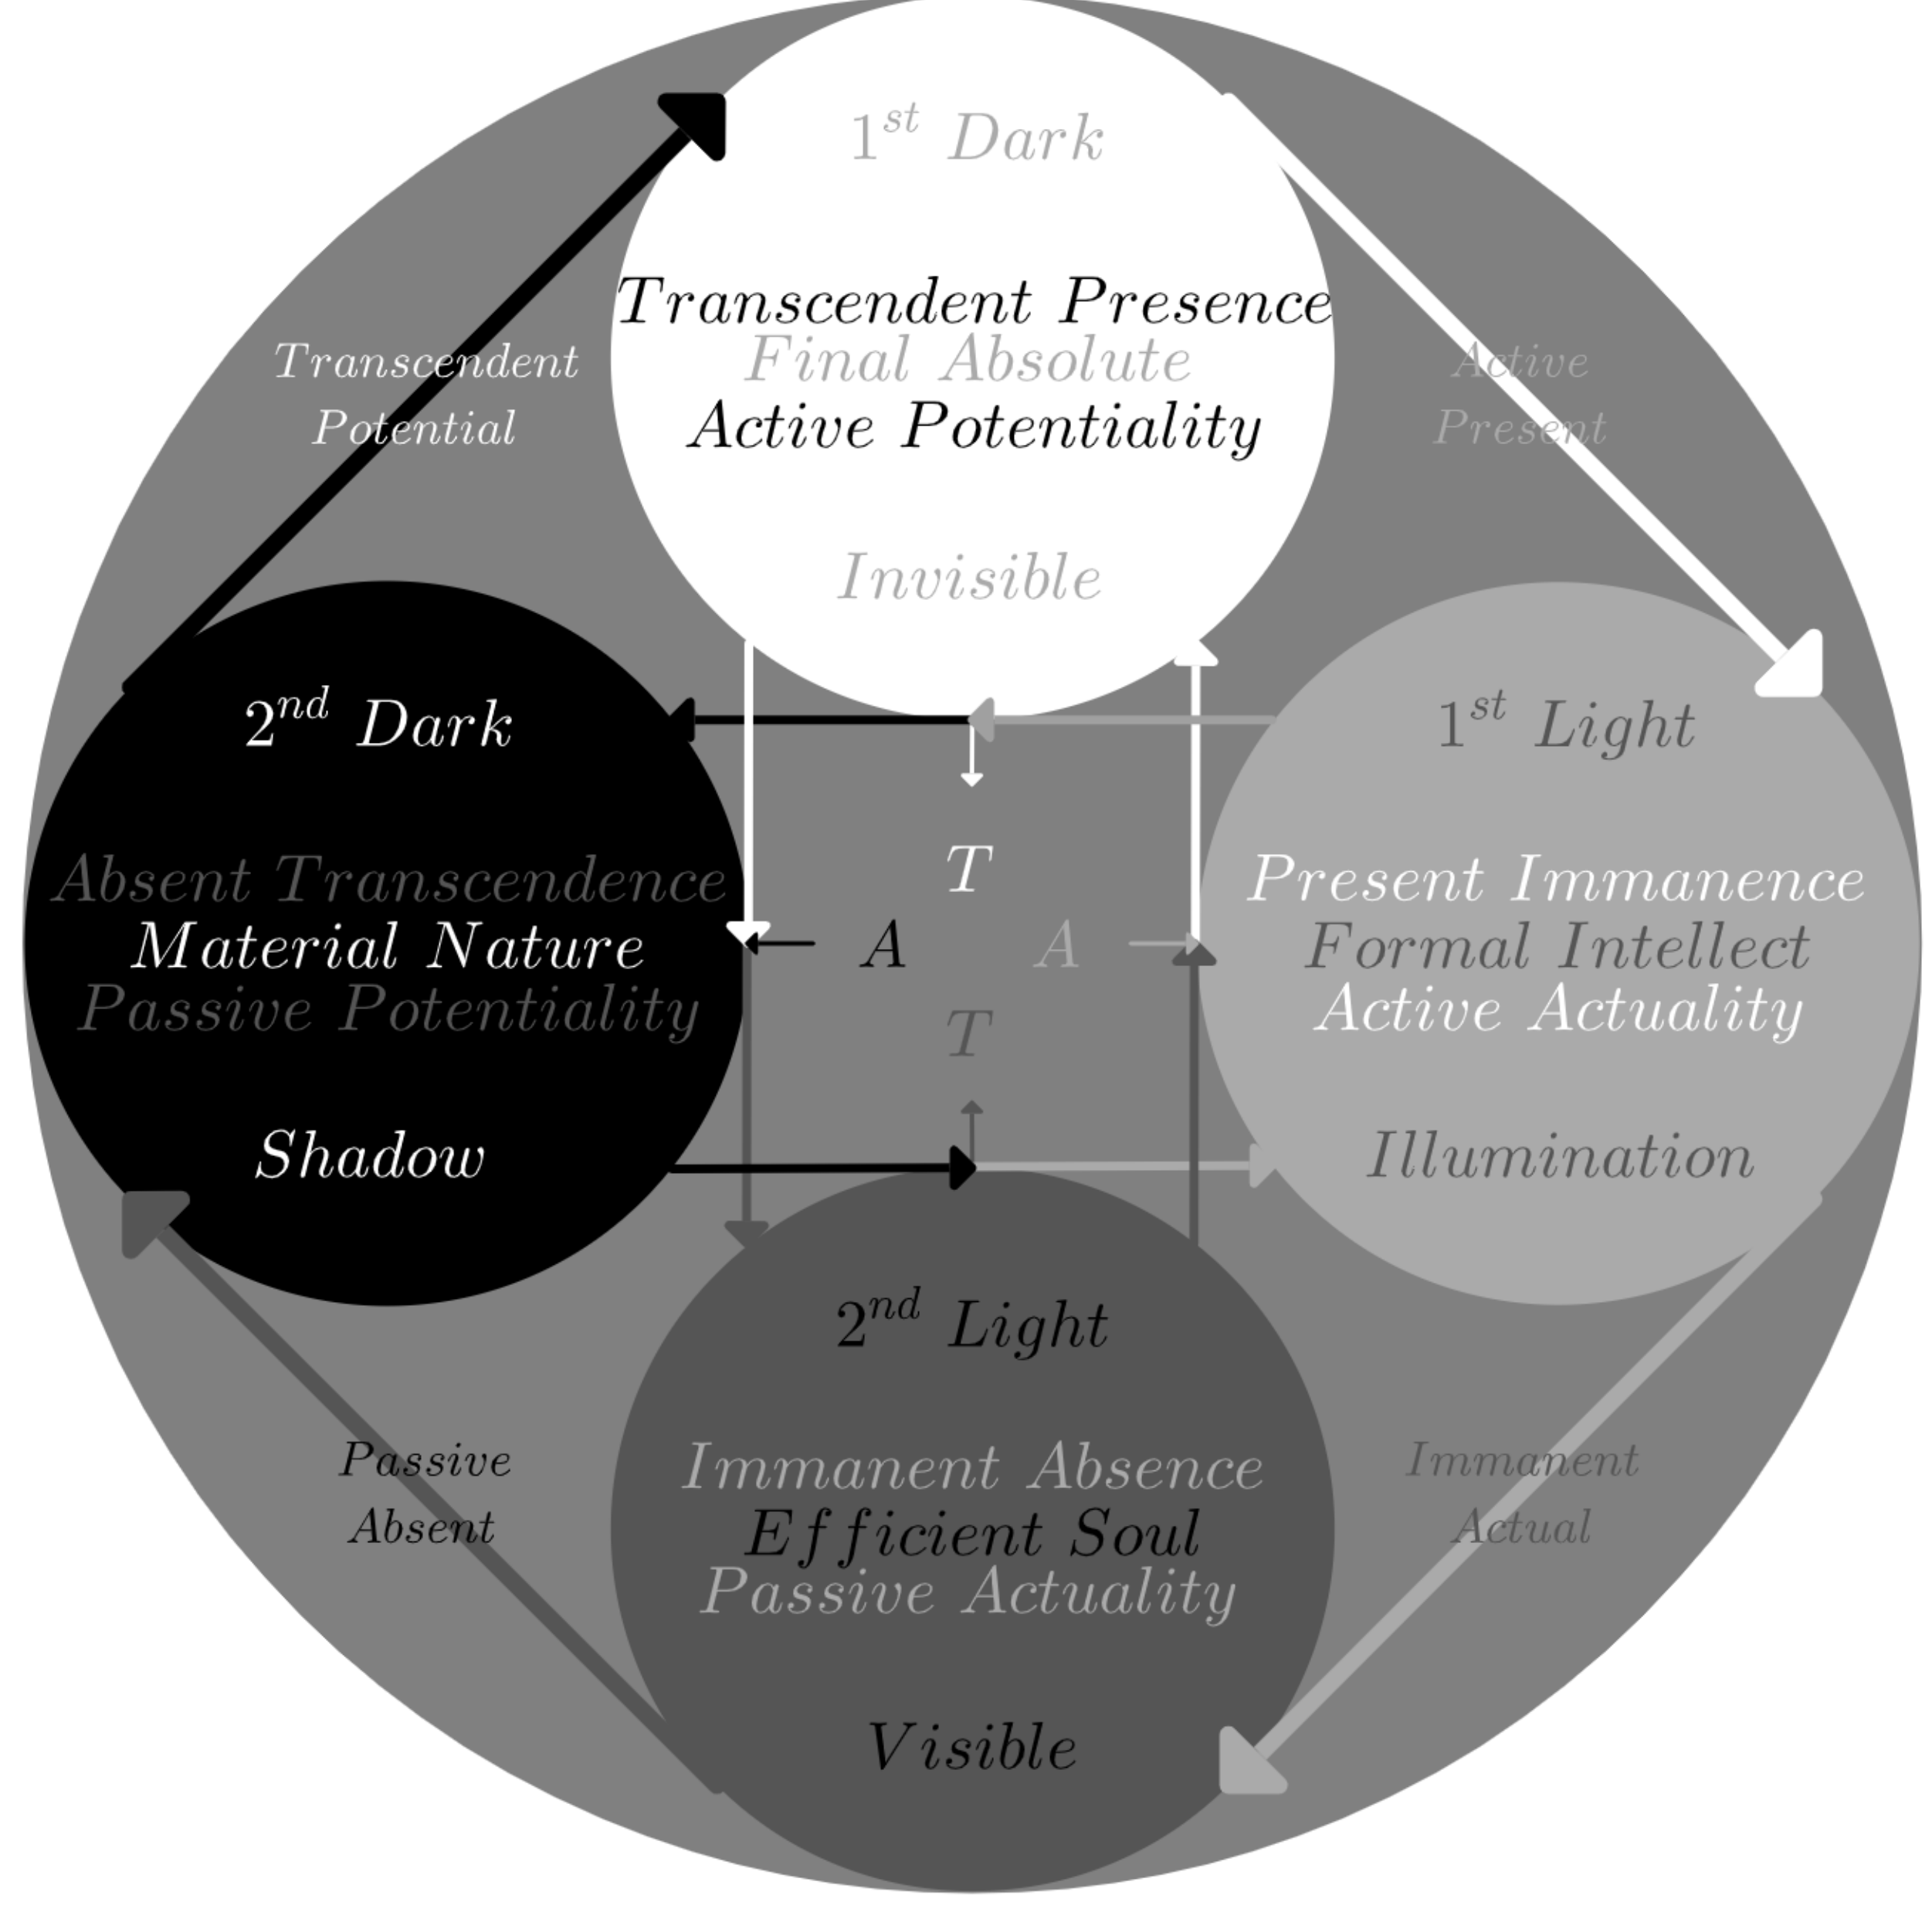 1st Dark
Transcendent Presence
Final Absolute
Active Potentiality
Invisible
Transcendent
Potential
Active
Present
2nd Dark
Absent Transcendence
Material Nature
Passive Potentiality
Shadow
T
A A
T
1st Light
Present Immanence
Formal Intellect
Active Actuality
Illumination
2nd Light
Immanent Absence
Efficient Soul
Passive Actuality
Visible
Passive
Absent
Immanent
Actual